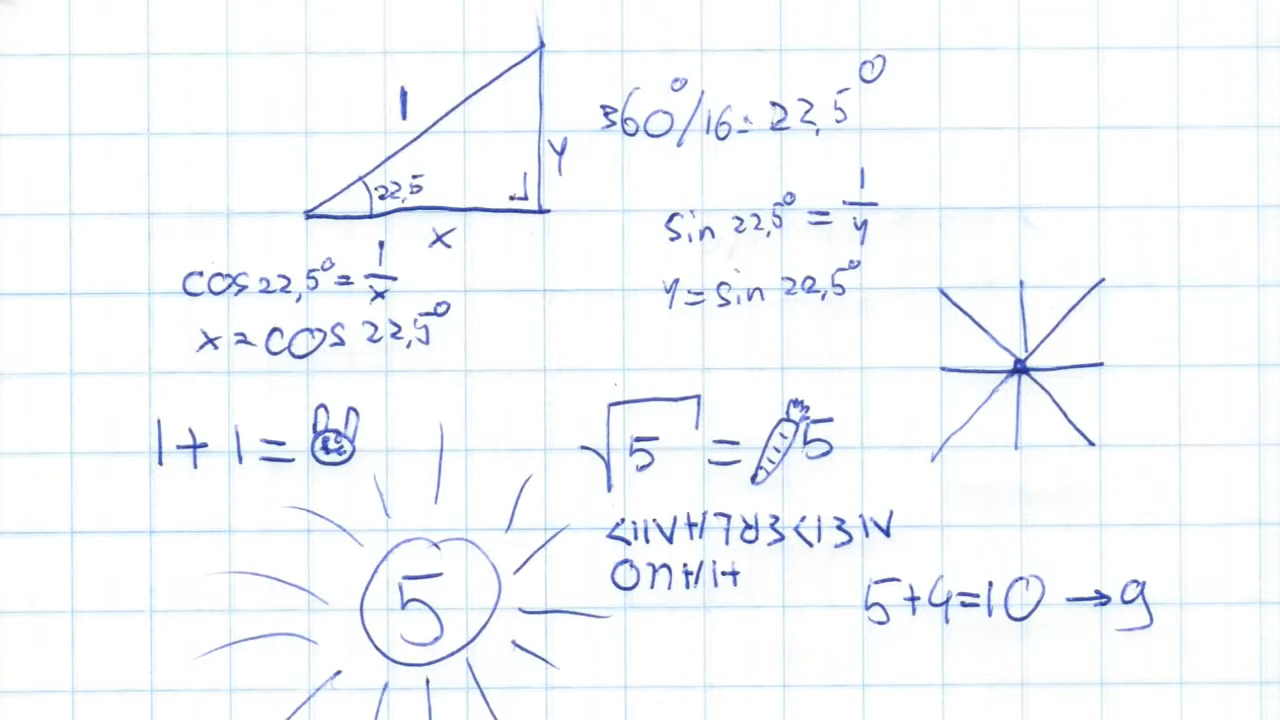 1
360°/16=22,5°
22,5
Y
x
sin 22,5° = 1/y
cos 22,5° = 1/x
Y = sin 22,5°
x = cos 22,5°
1 + 1 =
√5 = 5
5
5+4=10 → 9